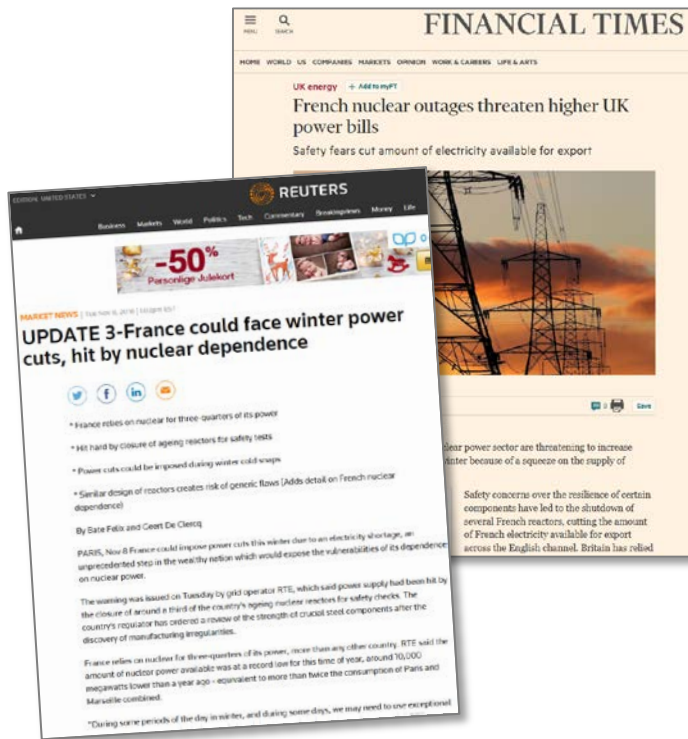 MENU
SEARCH
FINANCIAL TIMES
HOME WORLD US COMPANIES MARKETS OPINION WORK & CAREERS LIFE & ARTS
UK energy + Add to myFT
French nuclear outages threaten higher UK
power bills
Safety fears cut amount of electricity available for export
Save
lear power sector are threatening to increase
inter because of a squeeze on the supply of
Safety concerns over the resilience of certain
components have led to the shutdown of
several French reactors, cutting the amount
of French electricity available for export
across the English channel. Britain has relied
EDITION: UNITED STATES
REUTERS
Business Markets World Politics Tech Commentary Breakingviews Money Life
-50%
Personlige Julekort
MARKET NEWS | Tue Nov 8, 2016
UPDATE 3-France could face winter power
cuts, hit by nuclear dependence
* France relies on nuclear for three-quarters of its power
* Hit hard by closure of ageing reactors for safety tests
* Power cuts could be imposed during winter cold snaps
* Similar design of reactors creates risk of generic flaws (Adds detail on French nuclear
dependence)
By Bate Felix and Geert De Clercq
PARIS, Nov 8 France could impose power cuts this winter due to an electricity shortage, an
unprecedented step in the wealthy nation which would expose the vulnerabilities of its dependence
on nuclear power.
The warning was issued on Tuesday by grid operator RTE, which said power supply had been hit by
the closure of around a third of the country's ageing nuclear reactors for safety checks. The
country's regulator has ordered a review of the strength of crucial steel components after the
discovery of manufacturing irregularities.
France relies on nuclear for three-quarters of its power, more than any other country. RTE said the
amount of nuclear power available was at a record low for this time of year, around 10,000
megawatts lower than a year ago - equivalent to more than twice the consumption of Paris and
Marseille combined.
"During some periods of the day in winter, and during some days, we may need to use exceptional